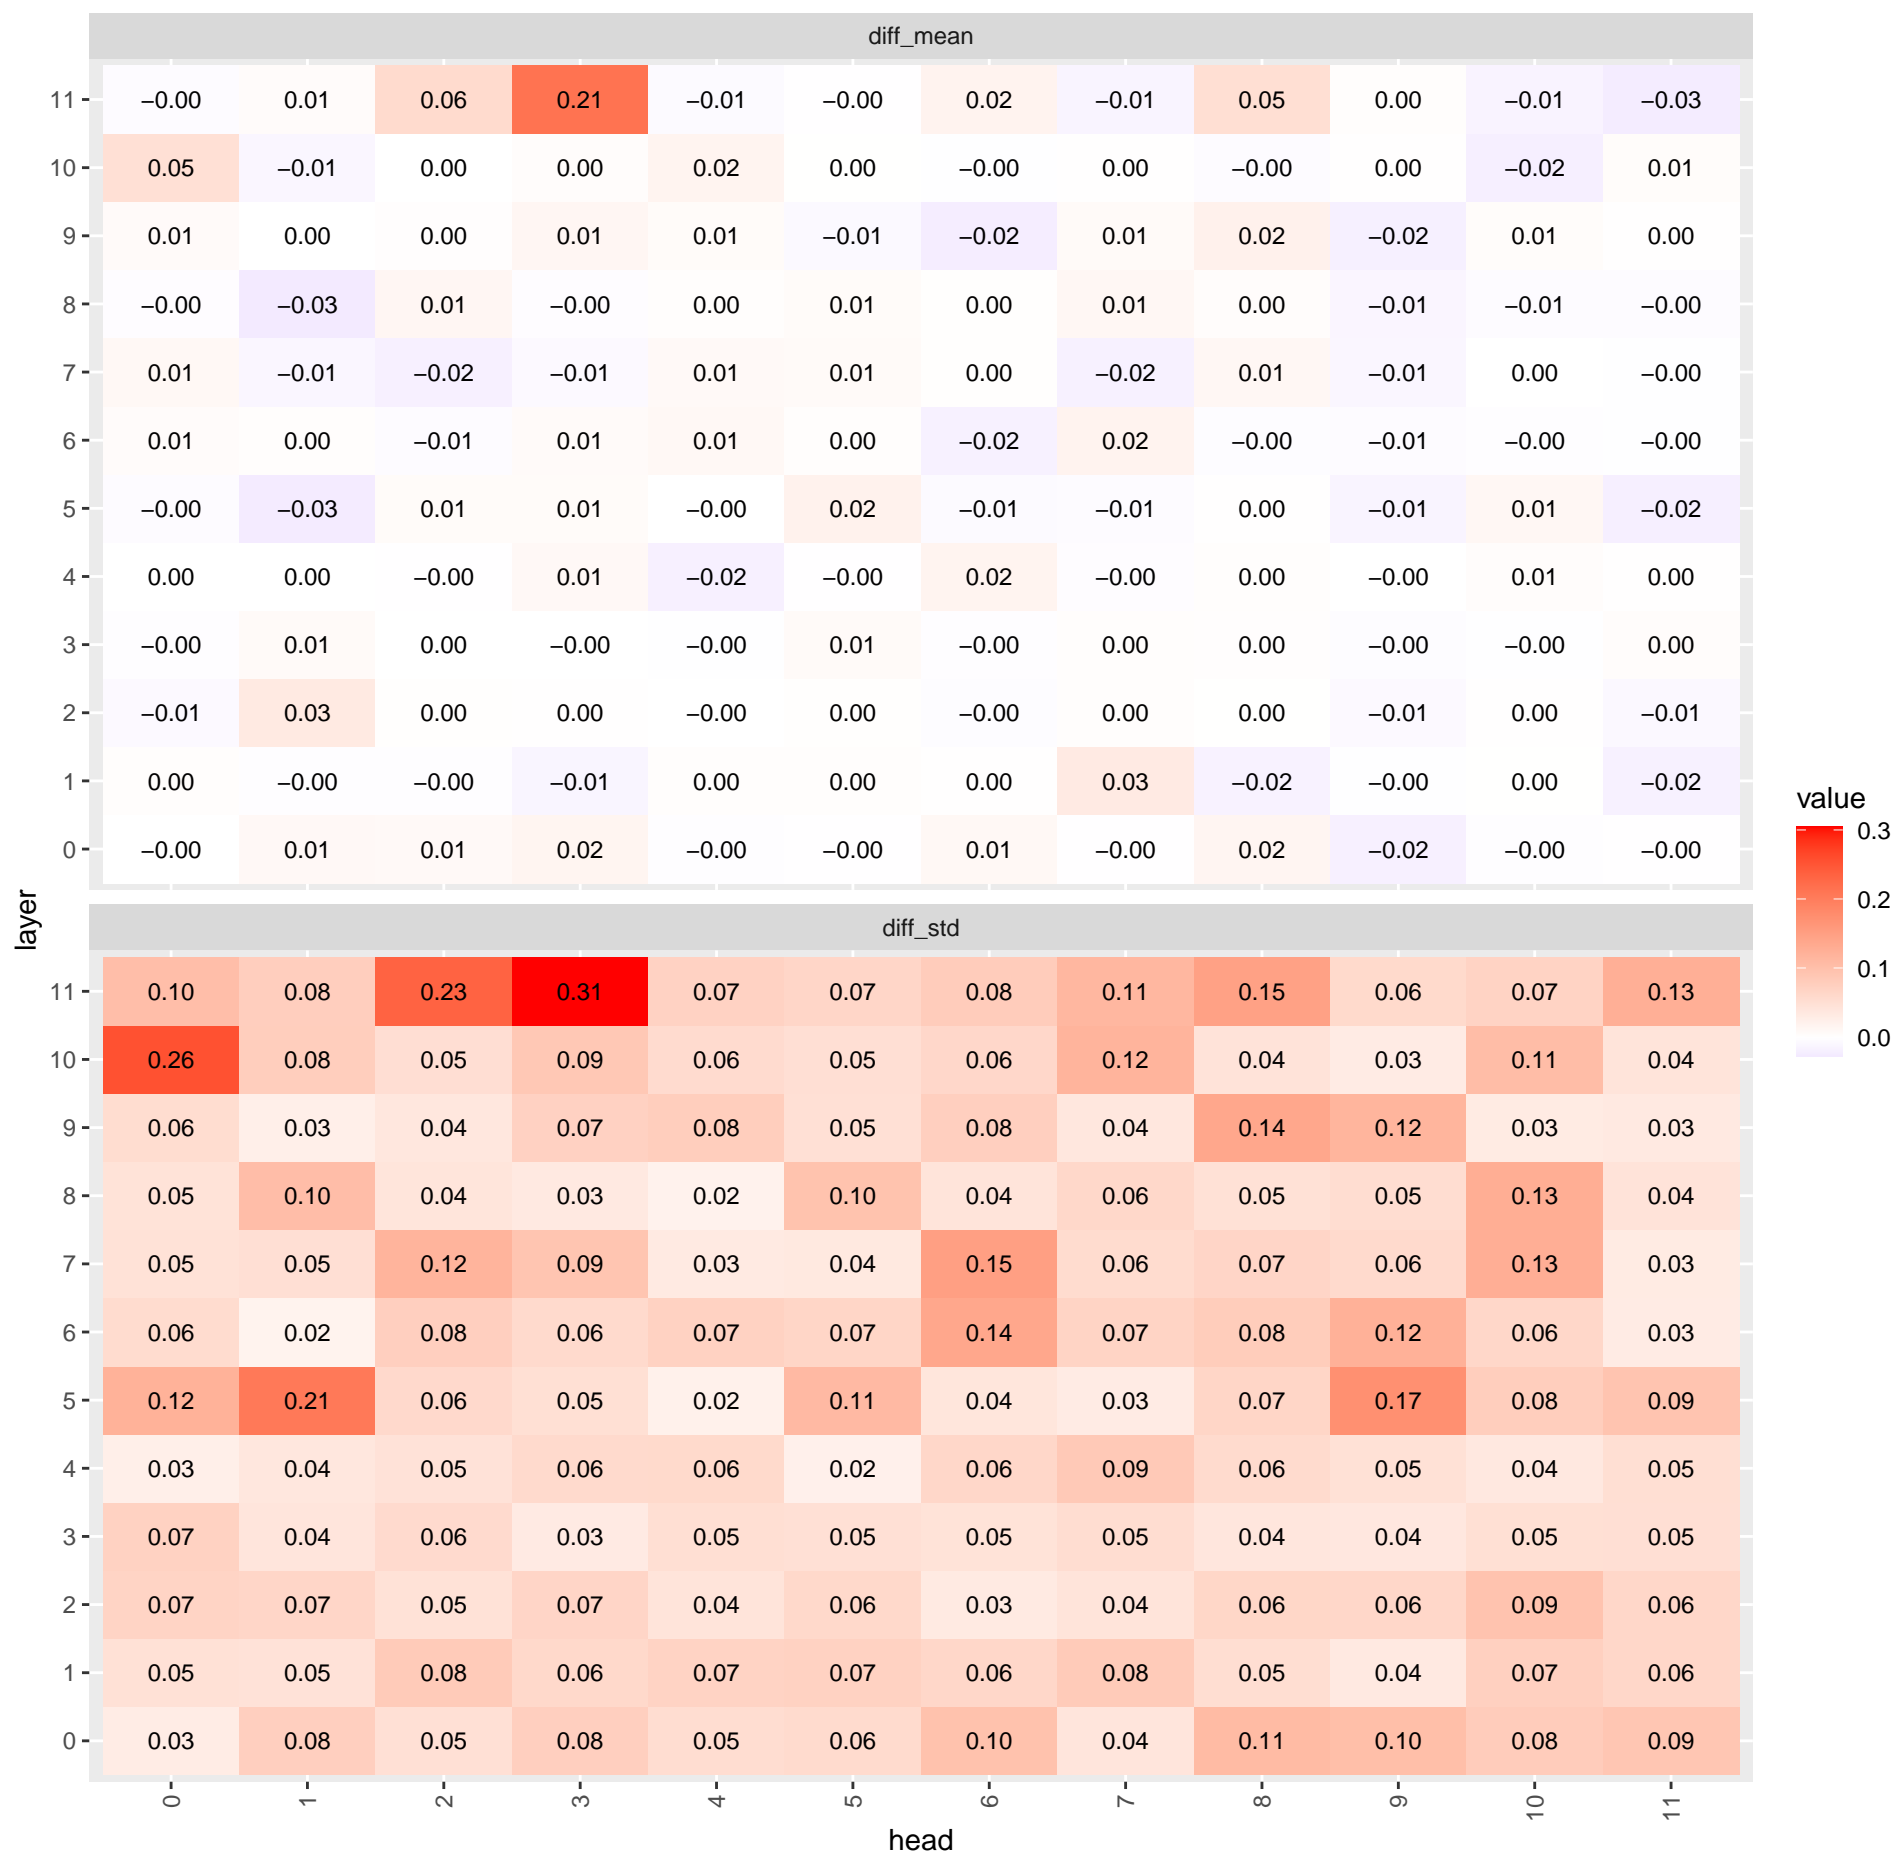 diff_mean
11 −0.00 0.01 0.06 0.21 −0.01 −0.00 0.02 −0.01 0.05 0.00 −0.01 −0.03
10 0.05 −0.01 0.00 0.00 0.02 0.00 −0.00 0.00 −0.00 0.00 −0.02 0.01
9 0.01 0.00 0.00 0.01 0.01 −0.01 −0.02 0.01 0.02 −0.02 0.01 0.00
8 −0.00 −0.03 0.01 −0.00 0.00 0.01 0.00 0.01 0.00 −0.01 −0.01 −0.00
7 0.01 −0.01 −0.02 −0.01 0.01 0.01 0.00 −0.02 0.01 −0.01 0.00 −0.00
6 0.01 0.00 −0.01 0.01 0.01 0.00 −0.02 0.02 −0.00 −0.01 −0.00 −0.00
5 −0.00 −0.03 0.01 0.01 −0.00 0.02 −0.01 −0.01 0.00 −0.01 0.01 −0.02
4 0.00 0.00 −0.00 0.01 −0.02 −0.00 0.02 −0.00 0.00 −0.00 0.01 0.00
3 −0.00 0.01 0.00 −0.00 −0.00 0.01 −0.00 0.00 0.00 −0.00 −0.00 0.00
2 −0.01 0.03 0.00 0.00 −0.00 0.00 −0.00 0.00 0.00 −0.01 0.00 −0.01
1 0.00 −0.00 −0.00 −0.01 0.00 0.00 0.00 0.03 −0.02 −0.00 0.00 −0.02
0 −0.00 0.01 0.01 0.02 −0.00 −0.00 0.01 −0.00 0.02 −0.02 −0.00 −0.00
layer
diff_std
11 0.10 0.08 0.23 0.31 0.07 0.07 0.08 0.11 0.15 0.06 0.07 0.13
10 0.26 0.08 0.05 0.09 0.06 0.05 0.06 0.12 0.04 0.03 0.11 0.04
9 0.06 0.03 0.04 0.07 0.08 0.05 0.08 0.04 0.14 0.12 0.03 0.03
8 0.05 0.10 0.04 0.03 0.02 0.10 0.04 0.06 0.05 0.05 0.13 0.04
7 0.05 0.05 0.12 0.09 0.03 0.04 0.15 0.06 0.07 0.06 0.13 0.03
6 0.06 0.02 0.08 0.06 0.07 0.07 0.14 0.07 0.08 0.12 0.06 0.03
5 0.12 0.21 0.06 0.05 0.02 0.11 0.04 0.03 0.07 0.17 0.08 0.09
4 0.03 0.04 0.05 0.06 0.06 0.02 0.06 0.09 0.06 0.05 0.04 0.05
3 0.07 0.04 0.06 0.03 0.05 0.05 0.05 0.05 0.04 0.04 0.05 0.05
2 0.07 0.07 0.05 0.07 0.04 0.06 0.03 0.04 0.06 0.06 0.09 0.06
1 0.05 0.05 0.08 0.06 0.07 0.07 0.06 0.08 0.05 0.04 0.07 0.06
0 0.03 0.08 0.05 0.08 0.05 0.06 0.10 0.04 0.11 0.10 0.08 0.09
0 1 2 3 4 5 6 7 8 9 10 11
head
value
0.3
0.2
0.1
0.0